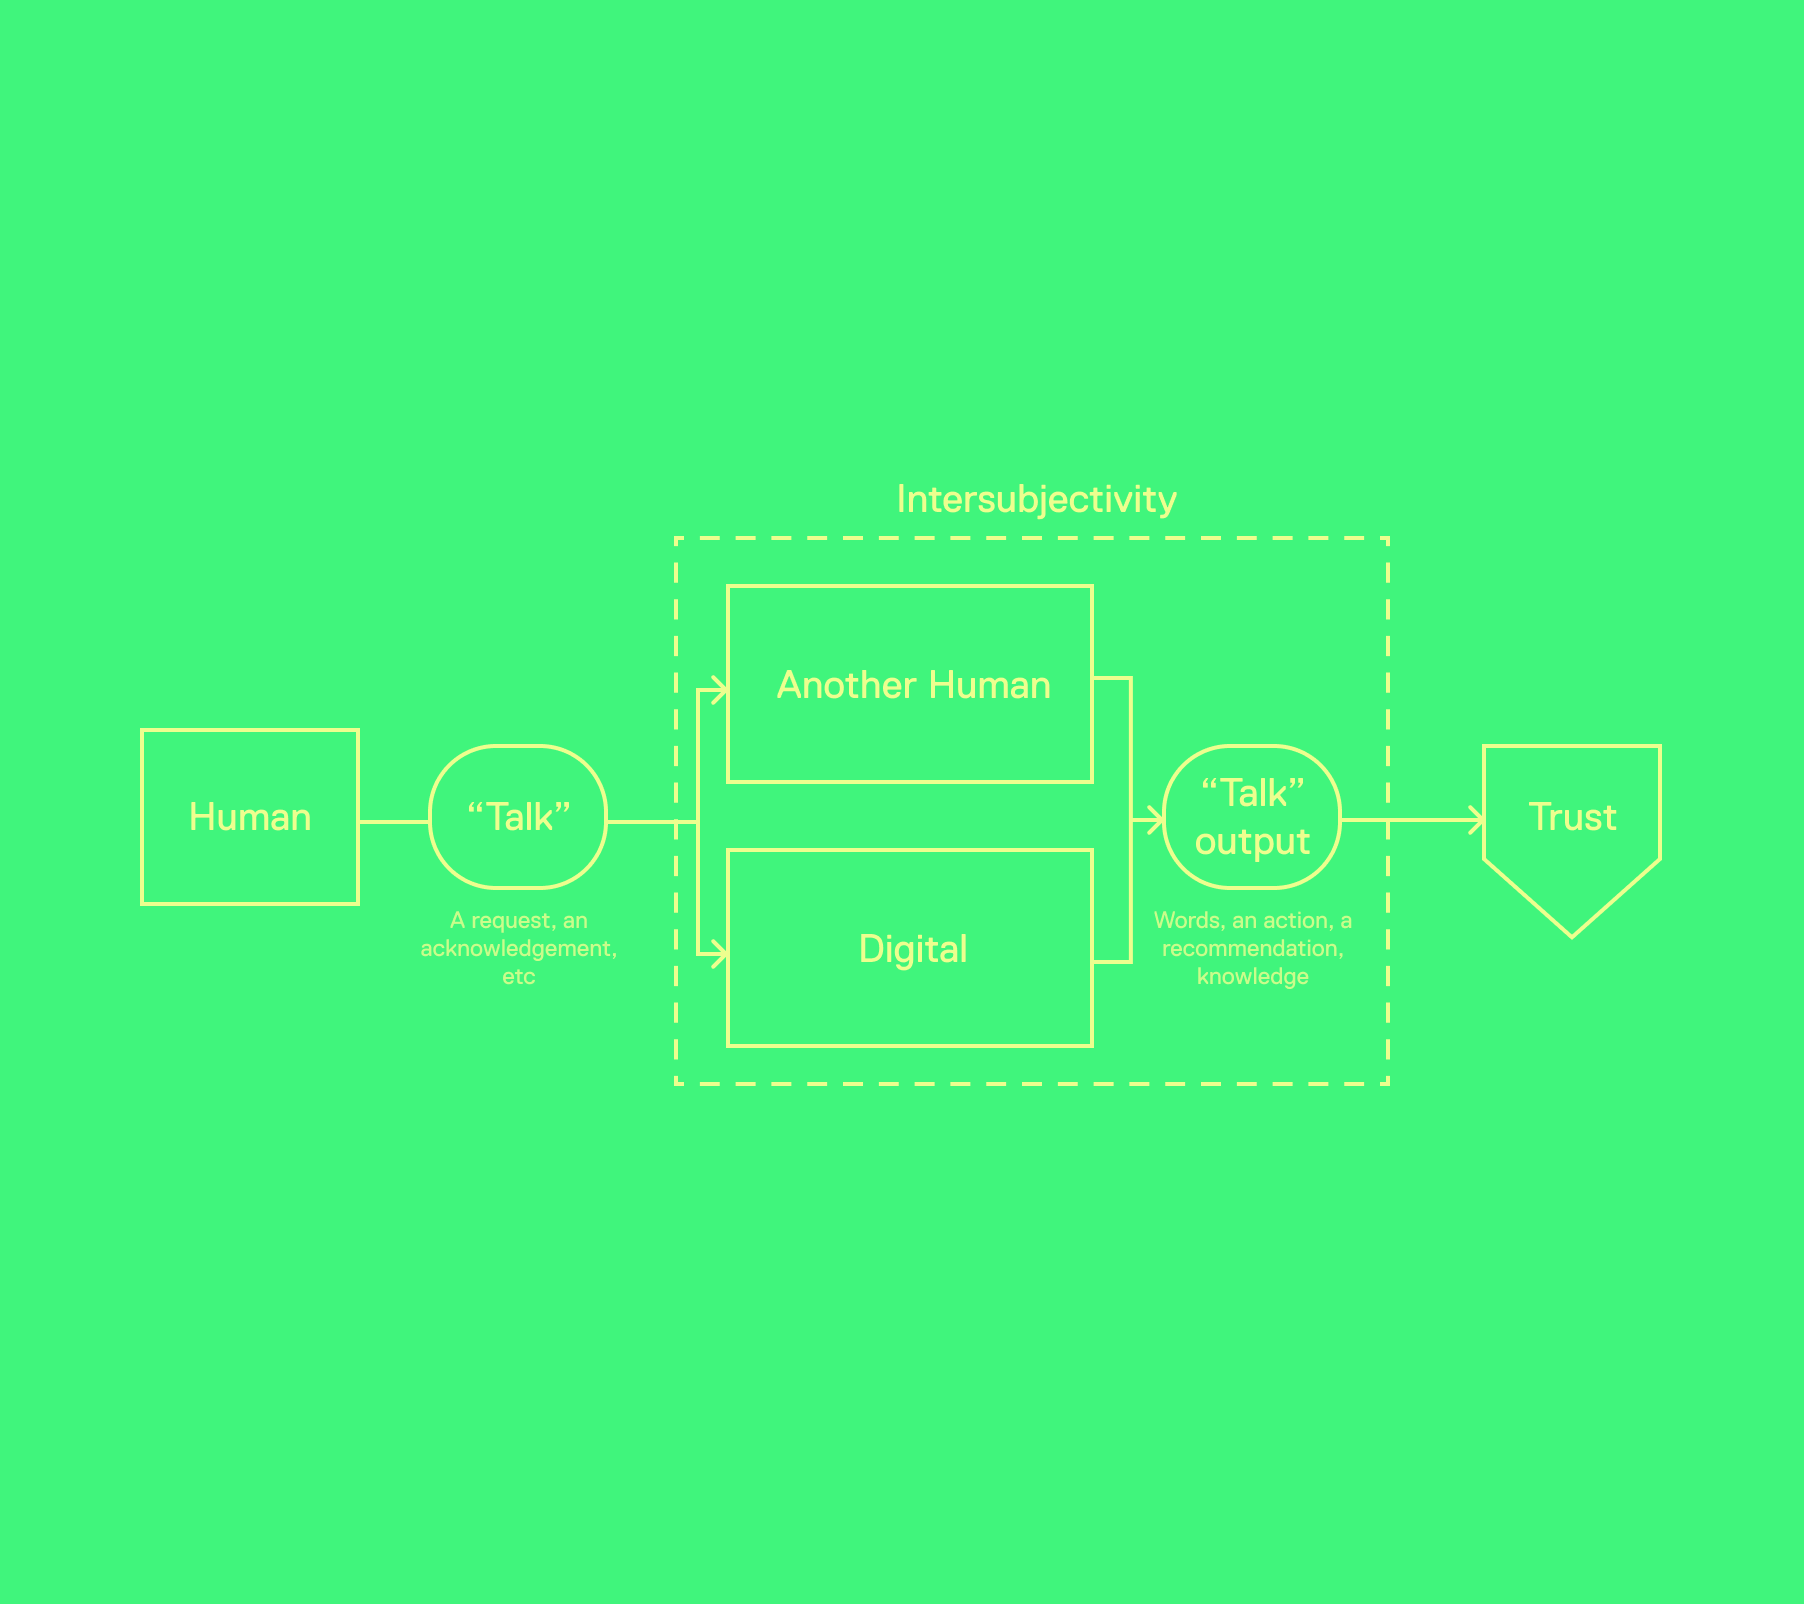 Intersubjectivity
Human
“Talk”
A request, an
acknowledgement,
etc
Another Human
Digital
“Talk”
output
Words, an action, a
recommendation,
knowledge
Trust